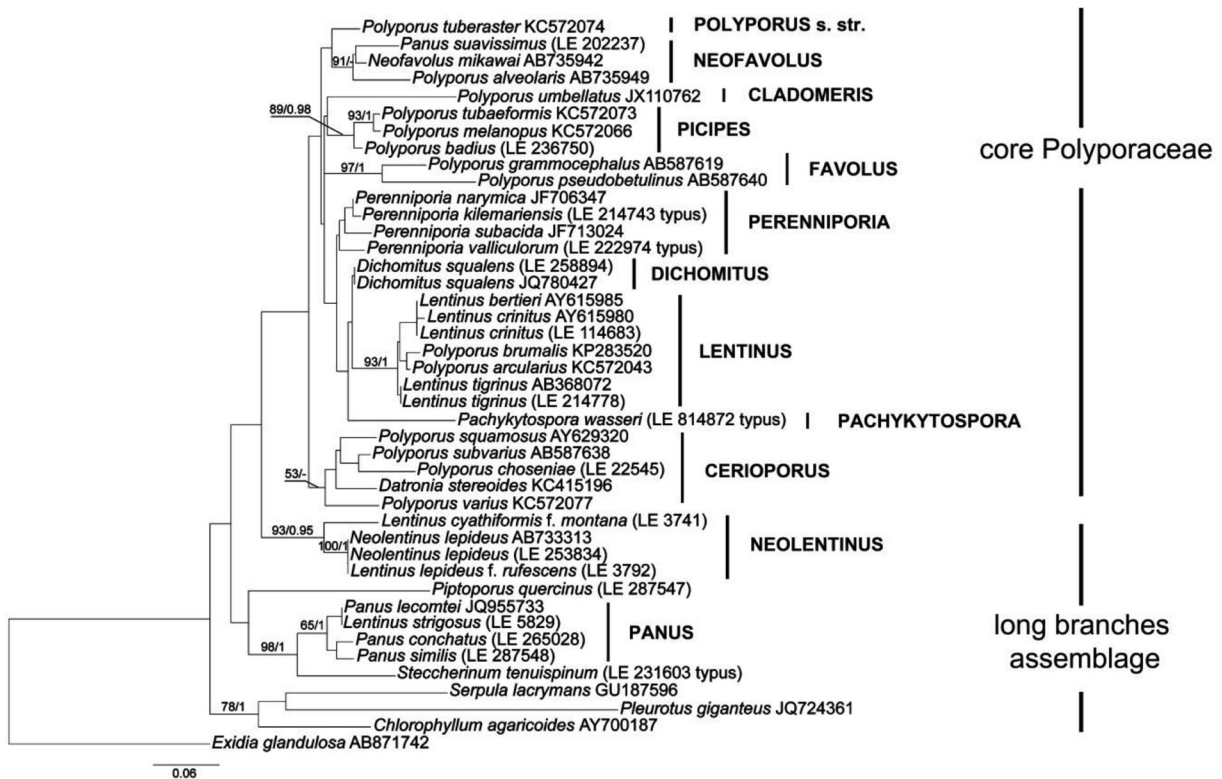 Polyporus tuberaster KC572074
POLYPORUS s. str.
Panus suavissimus (LE 202237)
91/-
Neofavolus mikawai AB735942
NEOFAVOLUS
Polyporus alveolaris AB735949
Polyporus umbellatus JX110762
CLADOMERIS
89/0.98
93/1
Polyporus tubaeformis KC572073
Polyporus melanopus KC572066
PICIPES
Polyporus badius (LE 236750)
core Polyporaceae
97/1
Polyporus grammocephalus AB587619
FAVOLUS
Polyporus pseudobetulinus AB587640
Perenniporia narymica JF706347
Perenniporia kilemariensis (LE 214743 typus)
PERENNIPORIA
Perenniporia subacida JF713024
Perenniporia valliculorum (LE 222974 typus)
Dichomitus squalens (LE 258894)
DICHOMITUS
Dichomitus squalens JQ780427
Lentinus bertieri AY615985
Lentinus crinitus AY615980
Lentinus crinitus (LE 114683)
Polyporus brumalis KP283520
LENTINUS
93/1
Polyporus arcularius KC572043
Lentinus tigrinus AB368072
Lentinus tigrinus (LE 214778)
Pachykytospora wasseri (LE 814872 typus)
PACHYKYTOSPORA
Polyporus squamosus AY629320
Polyporus subvarius AB587638
Polyporus choseniae (LE 22545)
CERIOPORUS
53/-
Datronia stereoides KC415196
Polyporus varius KC572077
93/0.95
Lentinus cyathiformis f. montana (LE 3741)
100/1
Neolentinus lepideus AB733313
NEOLENTINUS
Neolentinus lepideus (LE 253834)
Lentinus lepideus f. rufescens (LE 3792)
Piptoporus quercinus (LE 287547)
Panus lecomtei JQ955733
65/1
Lentinus strigosus (LE 5829)
PANUS
long branches
assemblage
98/1
Panus conchatus (LE 265028)
Panus similis (LE 287548)
Steccherinum tenuispinum (LE 231603 typus)
Serpula lacrymans GU187596
78/1
Pleurotus giganteus JQ724361
Chlorophyllum agaricoides AY700187
Exidia glandulosa AB871742
0.06